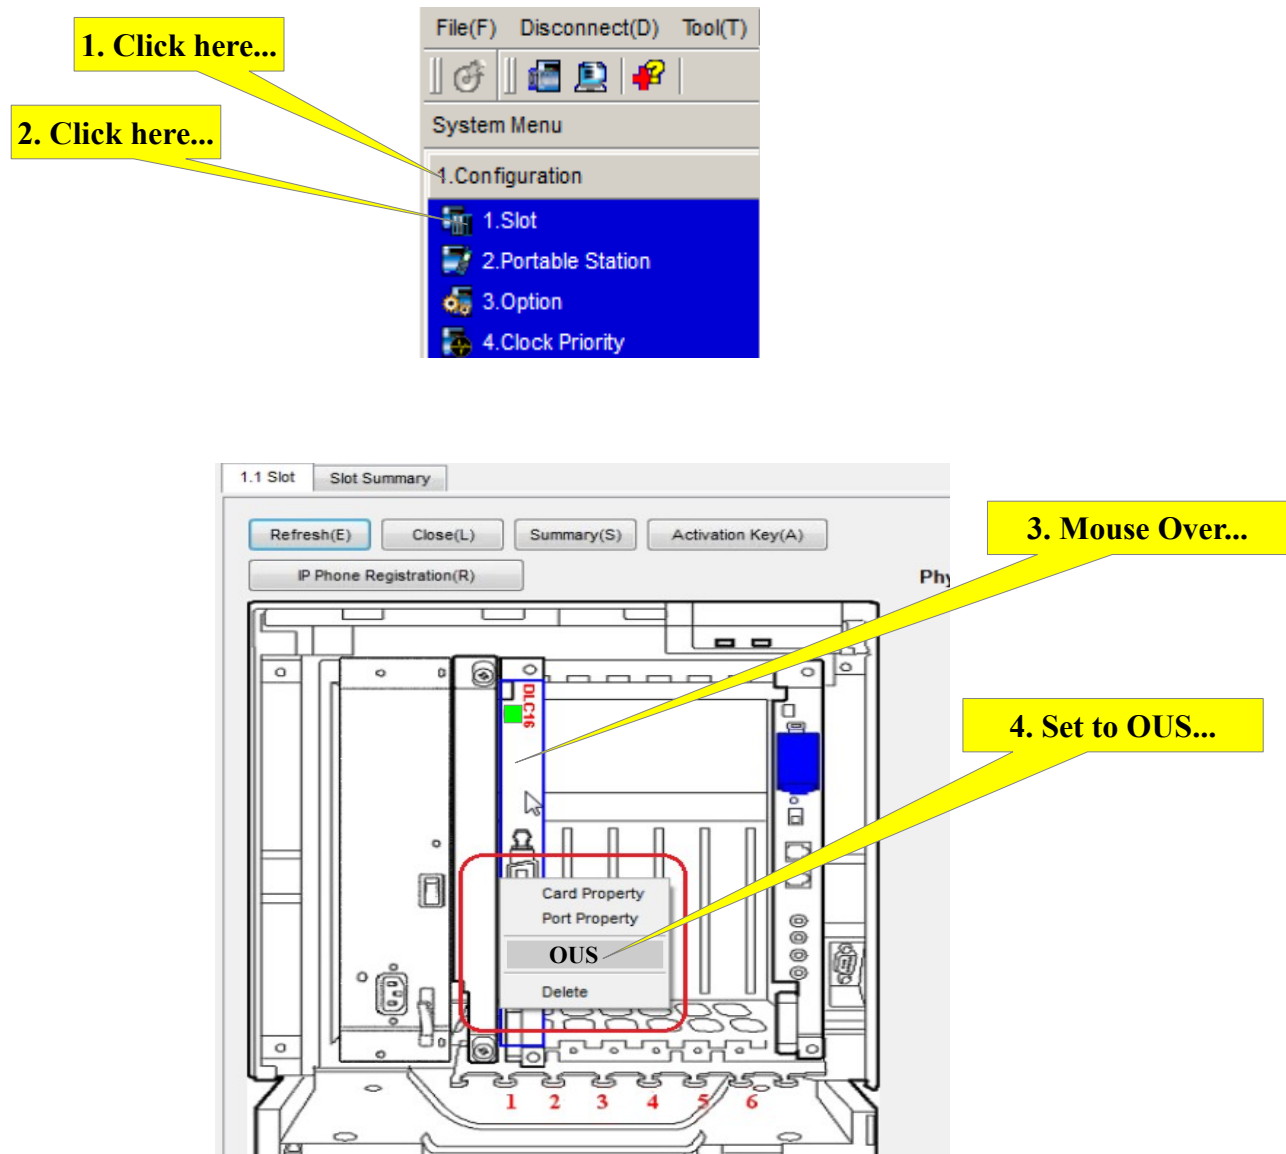 1. Click here...
File(F) Disconnect(D) Tool(T)
2. Click here...
System Menu
1.Configuration
1.Slot
2.Portable Station
3.Option
4.Clock Priority
1.1 Slot Slot Summary
Refresh(E) Close(L) Summary(S) Activation Key(A)
3. Mouse Over...
IP Phone Registration(R)
Phy
DLC16
4. Set to OUS...
Card Property
Port Property
OUS
Delete
1 2 3 4 5 6